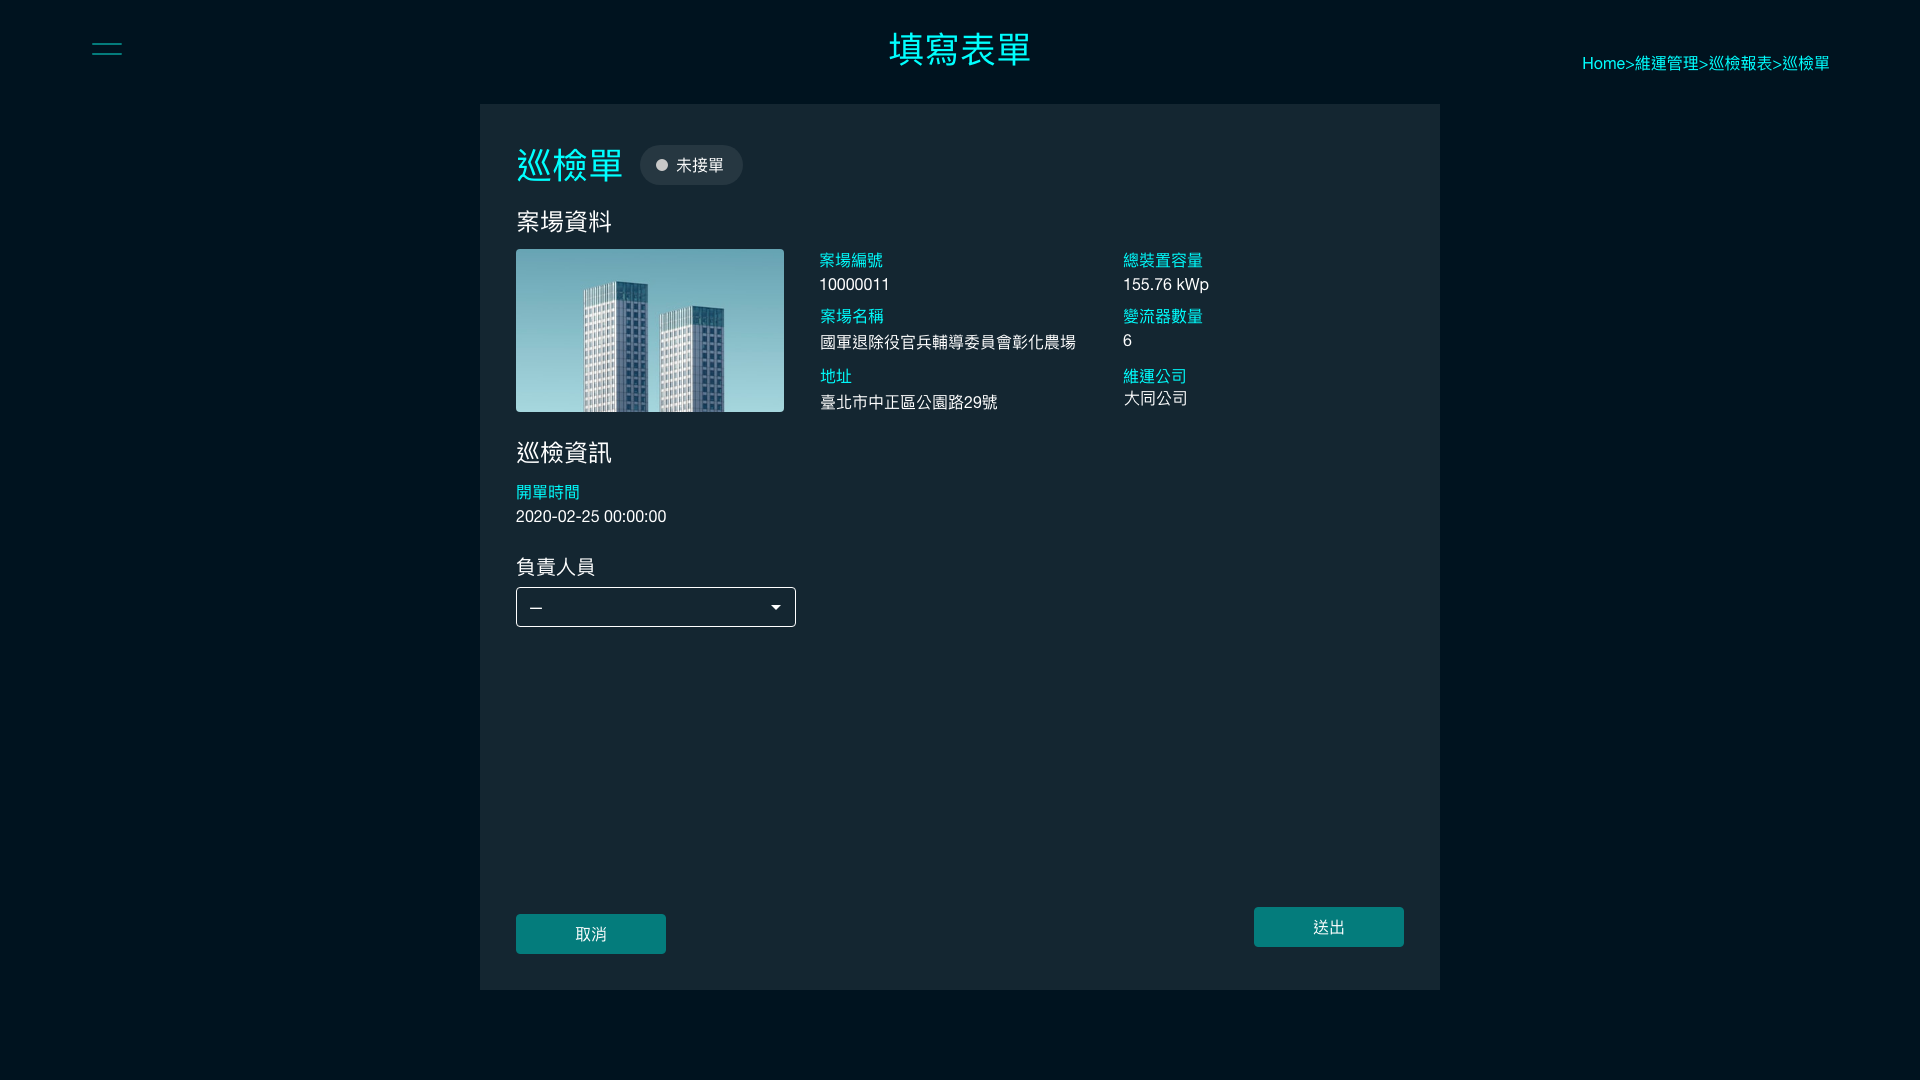 填寫表單
Home>維運管理>巡檢報表>巡檢單
巡檢單
未接單
案場資料
案場編號
10000011
總裝置容量
155.76 kWp
案場名稱
國軍退除役官兵輔導委員會彰化農場
變流器數量
6
地址
臺北市中正區公園路29號
維運公司
大同公司
巡檢資訊
開單時間
2020-02-25 00:00:00
負責人員
—
取消
送出